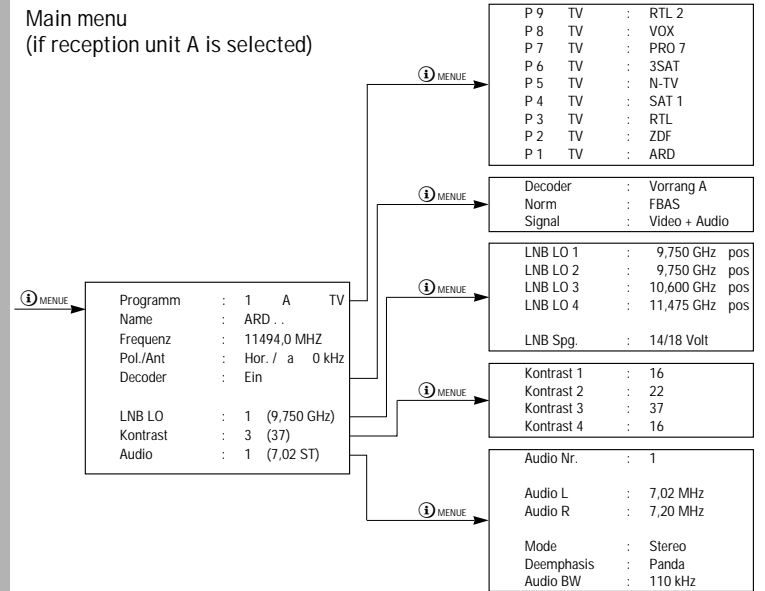 Main menu
(if reception unit A is selected)
P 9 TV : RTL 2
P 8 TV : VOX
P 7 TV : PRO 7
P 6 TV : 3SAT
P 5 TV : N-TV
P 4 TV : SAT 1
P 3 TV : RTL
P 2 TV : ZDF
P 1 TV : ARD
i MENUE
Decoder : Vorrang A
Norm : FBAS
Signal : Video + Audio
i MENUE
LNB LO 1 : 9,750 GHz pos
LNB LO 2 : 9,750 GHz pos
LNB LO 3 : 10,600 GHz pos
LNB LO 4 : 11,475 GHz pos
LNB Spg. : 14/18 Volt
i MENUE
i MENUE
Programm : 1 A TV
Name : ARD . .
Frequenz : 11494,0 MHZ
Pol./Ant : Hor. / a 0 kHz
Decoder : Ein
LNB LO : 1 (9,750 GHz)
Kontrast : 3 (37)
Audio : 1 (7,02 ST)
i MENUE
Kontrast 1 : 16
Kontrast 2 : 22
Kontrast 3 : 37
Kontrast 4 : 16
i MENUE
Audio Nr. : 1
Audio L : 7,02 MHz
Audio R : 7,20 MHz
Mode : Stereo
Deemphasis : Panda
Audio BW : 110 kHz